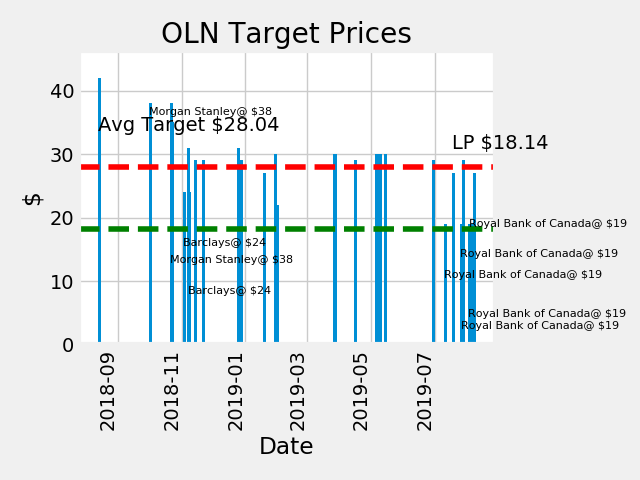 OLN Target Prices
40
Morgan Stanley@ $38
Avg Target $28.04
LP $18.14
30
$
20
Royal Bank of Canada@ $19
Barclays@ $24
Royal Bank of Canada@ $19
Morgan Stanley@ $38
10
Royal Bank of Canada@ $19
Barclays@ $24
Royal Bank of Canada@ $19
Royal Bank of Canada@ $19
0
2018-09
2018-11
2019-01
2019-03
2019-05
2019-07
Date